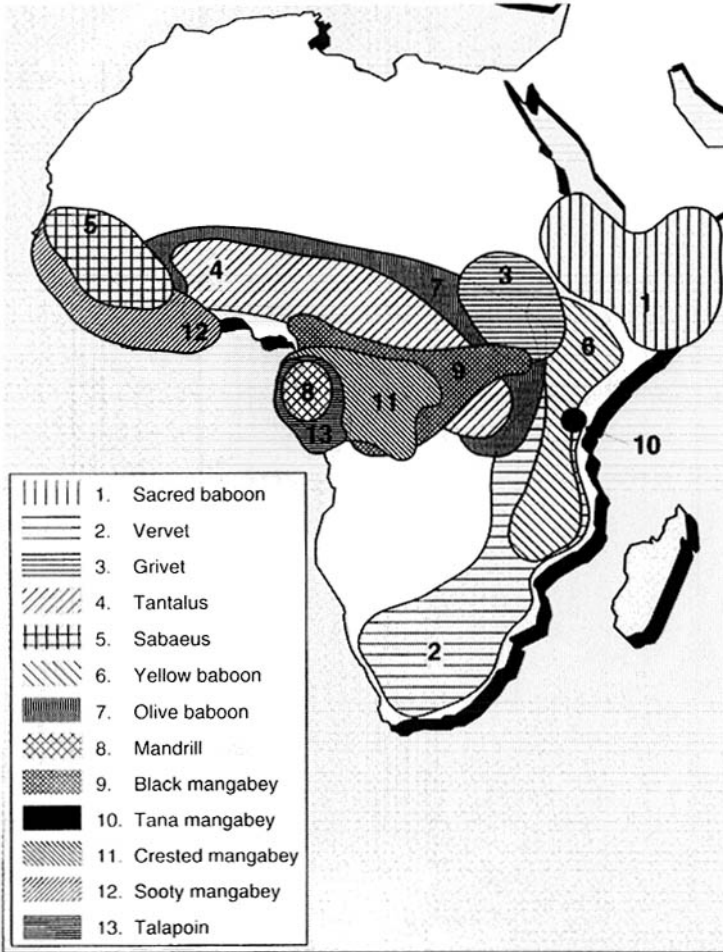 5
4
3
7
1
12
6
9
8
11
13
10
2
1. Sacred baboon
2. Vervet
3. Grivet
4. Tantalus
5. Sabaeus
6. Yellow baboon
7. Olive baboon
8. Mandrill
9. Black mangabey
10. Tana mangabey
11. Crested mangabey
12. Sooty mangabey
13. Talapoin